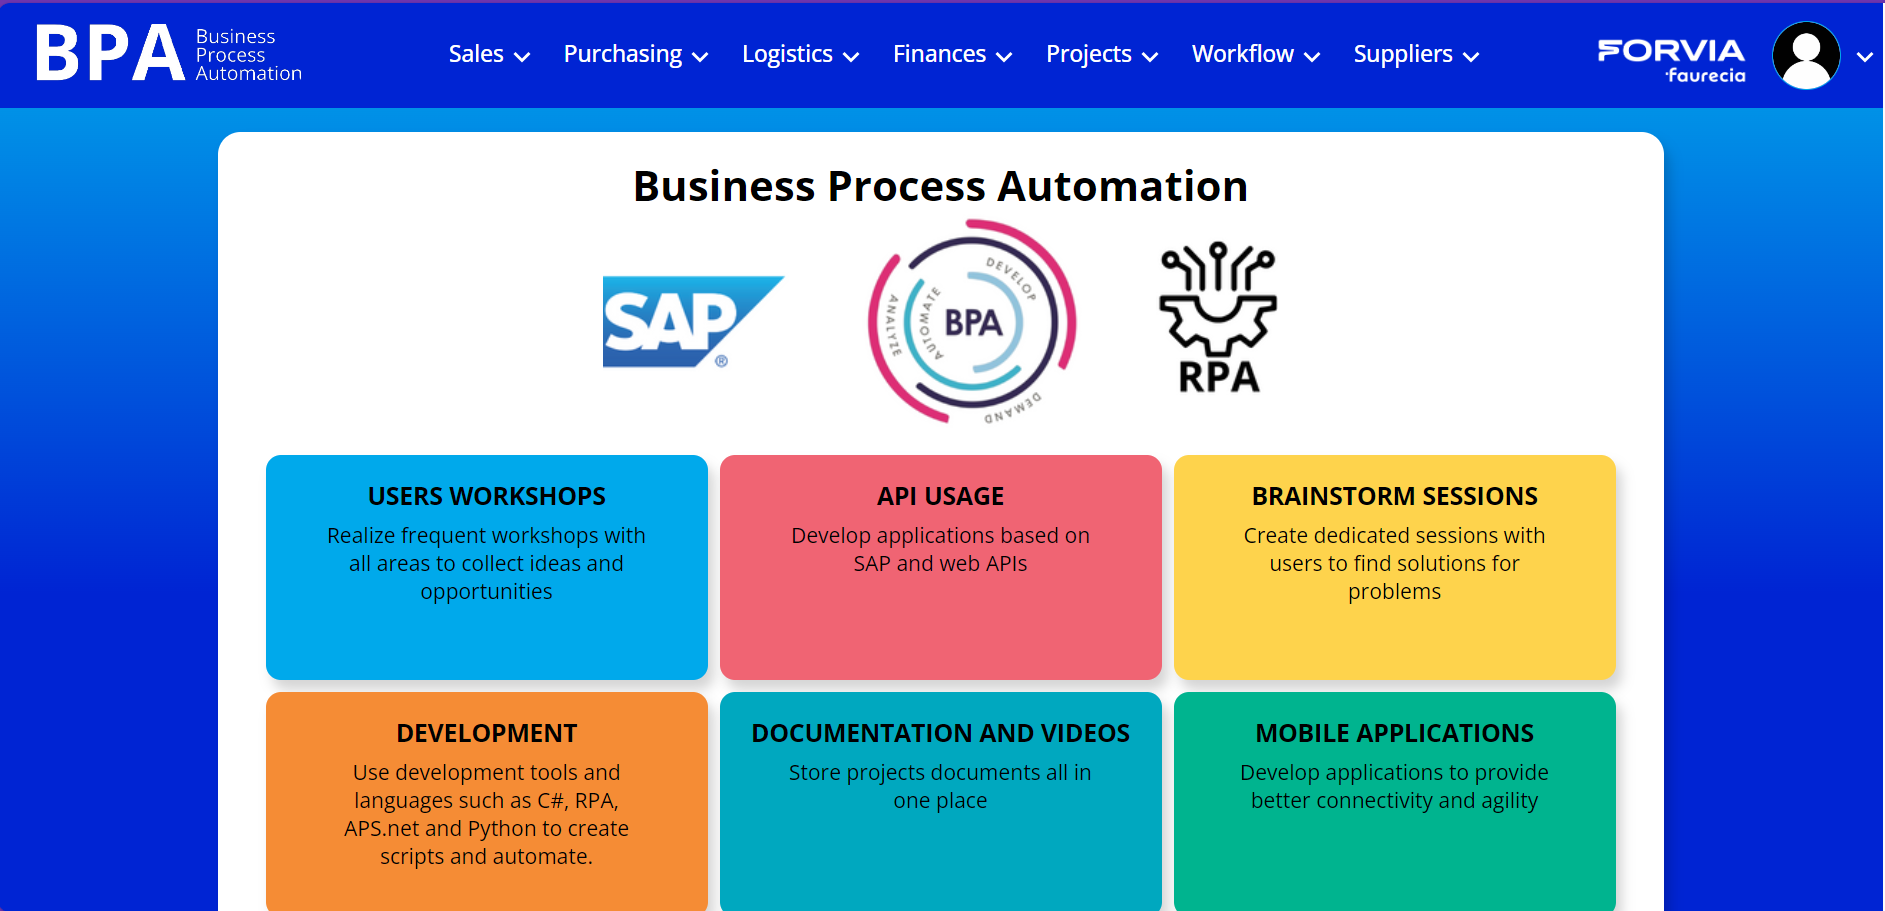 BPA Business
Process
Automation
Sales Purchasing Logistics Finances Projects Workflow Suppliers
FORVIA
faurecia
Business Process Automation
SAP
®
DEVELOP
ANALYZE
AUTOMATE
BPA
DEMAND
RPA
USERS WORKSHOPS
Realize frequent workshops with
all areas to collect ideas and
opportunities
API USAGE
Develop applications based on
SAP and web APIs
BRAINSTORM SESSIONS
Create dedicated sessions with
users to find solutions for
problems
DEVELOPMENT
Use development tools and
languages such as C#, RPA,
APS.net and Python to create
scripts and automate.
DOCUMENTATION AND VIDEOS
Store projects documents all in
one place
MOBILE APPLICATIONS
Develop applications to provide
better connectivity and agility